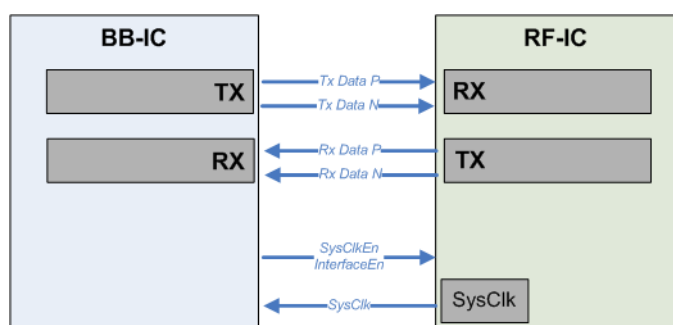 BB-IC
RF-IC
TX
Tx Data P
Tx Data N
RX
RX
Rx Data P
Rx Data N
TX
SysClkEn
InterfaceEn
SysClk
SysClk